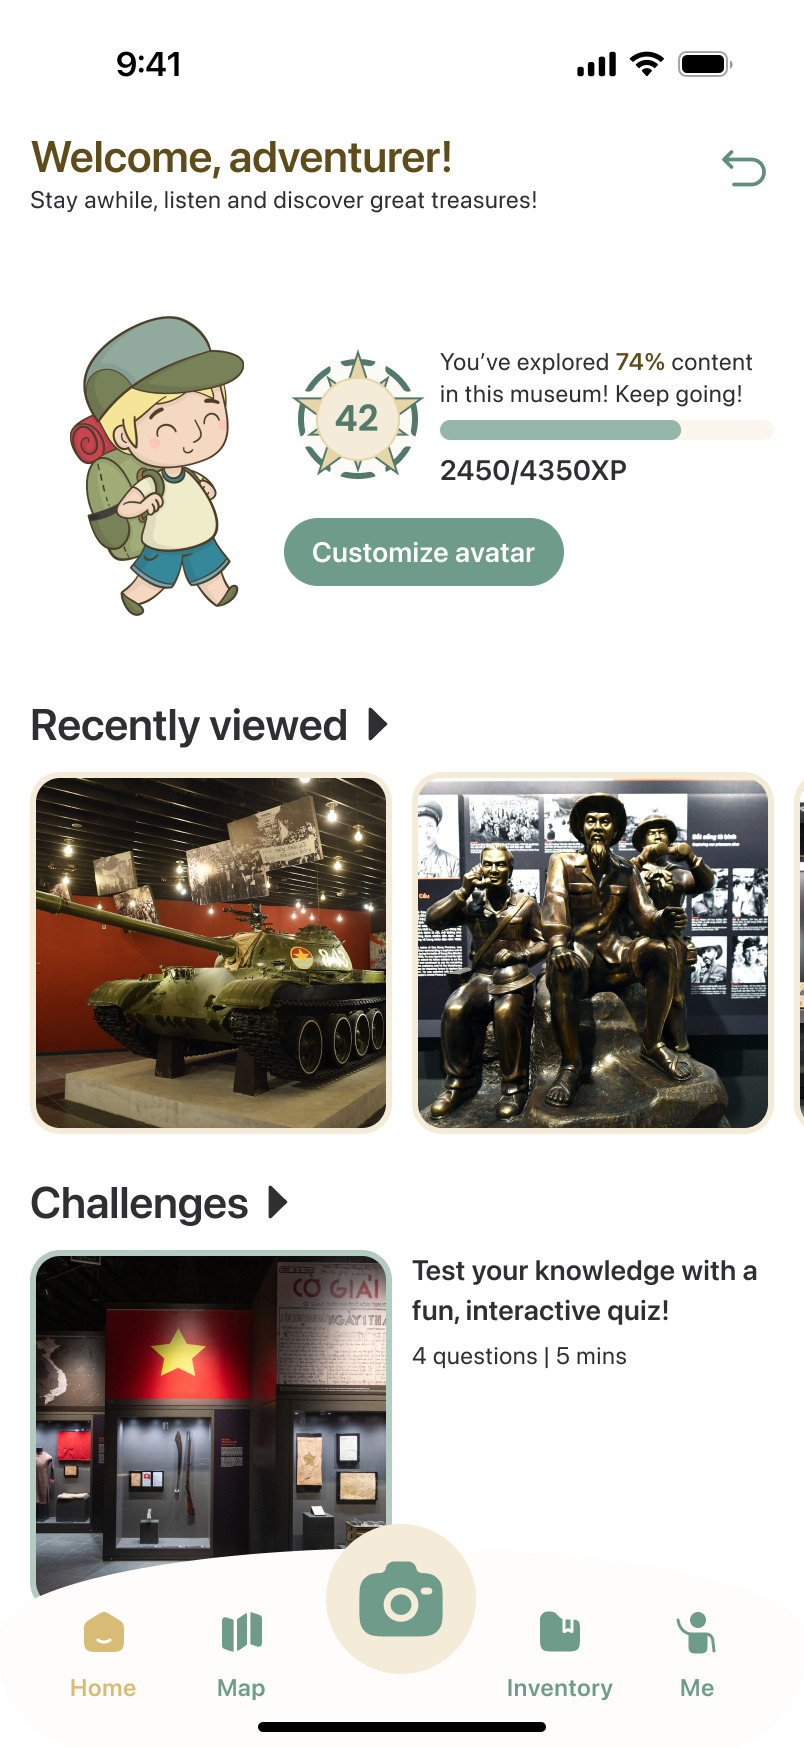 9:41
Welcome, adventurer!
Stay awhile, listen and discover great treasures!
42
You’ve explored 74% content
in this museum! Keep going!
2450/4350XP
Customize avatar
Recently viewed
Challenges
CỜ GIẢI
Test your knowledge with a
fun, interactive quiz!
4 questions | 5 mins
Home
Map
Inventory
Me